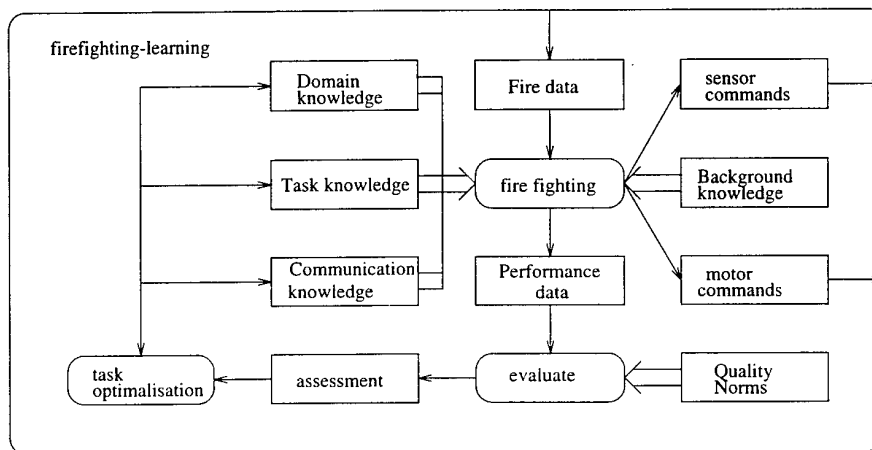 firefighting-learning
Domain
knowledge
Fire data
sensor
commands
Task knowledge
fire fighting
Background
knowledge
Communication
knowledge
Performance
data
motor
commands
task
optimalisation
assessment
evaluate
Quality
Norms